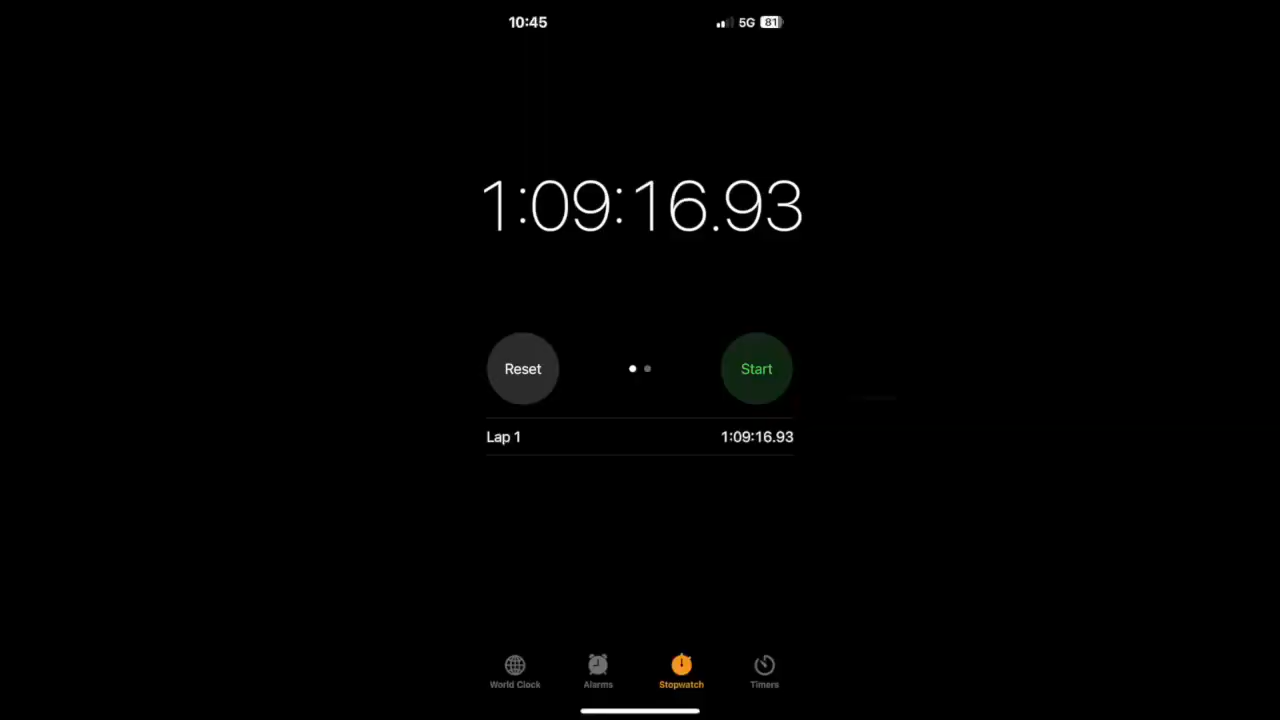 10:45 5G 81
1:09:16.93
Reset Start
Lap 1 1:09:16.93
World Clock Alarms Stopwatch Timers